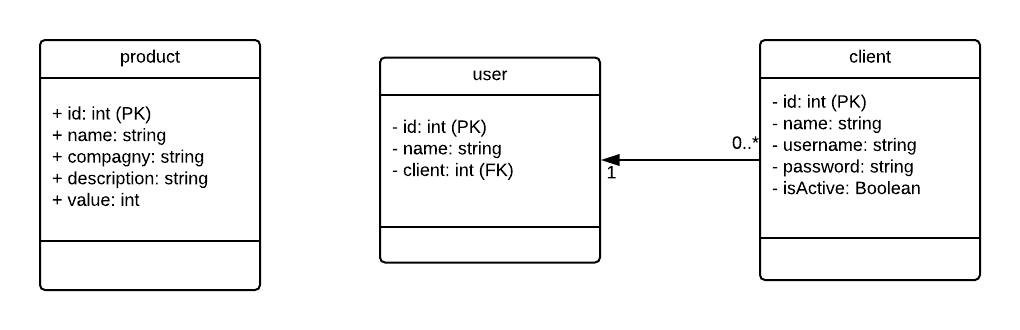 product
+ id: int (PK)
+ name: string
+ compagny: string
+ description: string
+ value: int
user
- id: int (PK)
- name: string
- client: int (FK)
1
0..*
client
- id: int (PK)
- name: string
- username: string
- password: string
- isActive: Boolean